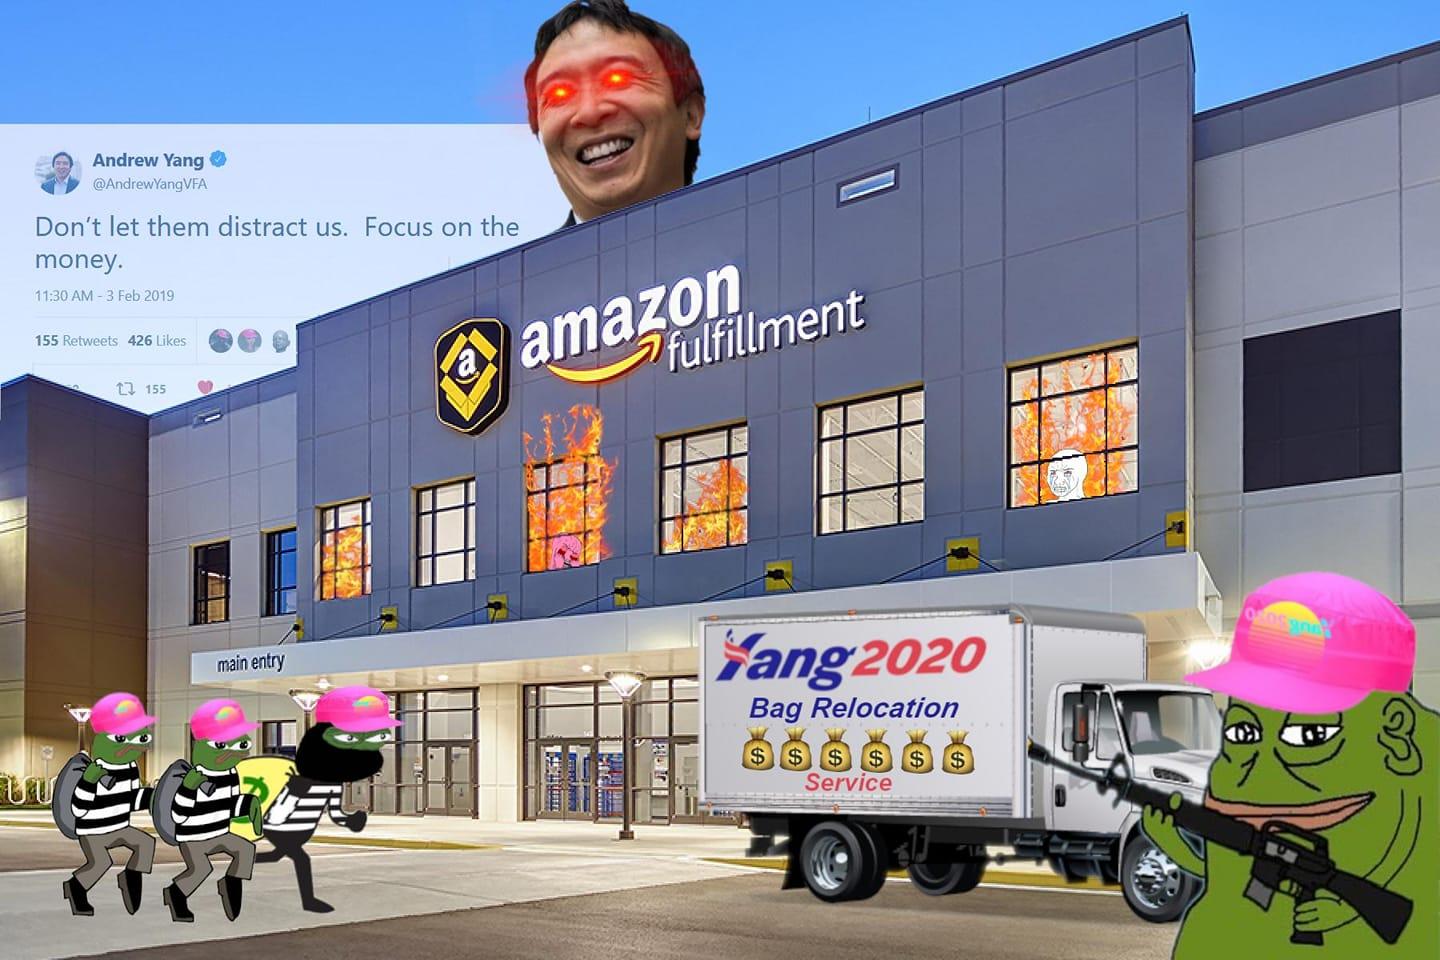 Andrew Yang
@AndrewYangVFA
Don't let them distract us.  Focus on the
money.
11:30 AM - 3 Feb 2019
155 Retweets  426 Likes
155
a
amazon
fulfillment
main entry
Yang2020
Bag Relocation
$ $ $ $ $ $
Service
$
Yang2020